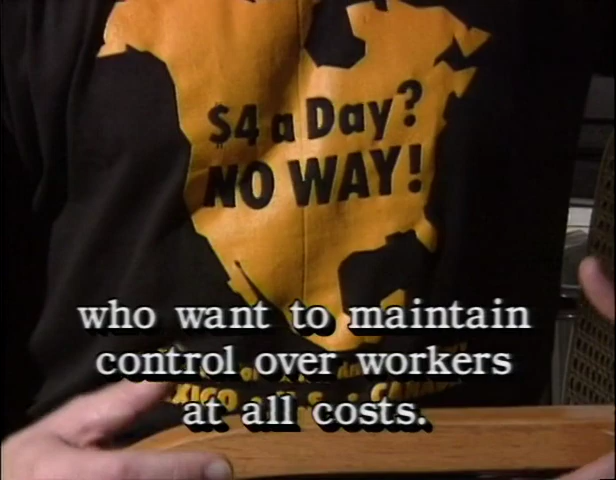 $4 a Day?
NO WAY!
who want to maintain
control over workers
at all costs.